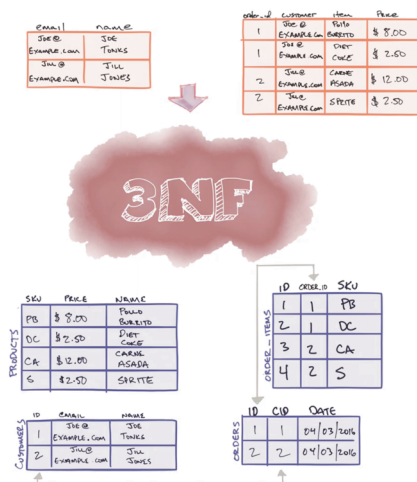 email name
JOE@ EXAMPLE.COM JOE TONKS
JILL@ EXAMPLE.COM JILL JONES
order_id CUSTOMER item PRICE
1 JOE@ EXAMPLE.COM POLLO BURRITO $ 8.00
1 JOE@ EXAMPLE.COM DIET COKE $ 2.50
2 JILL@ EXAMPLE.COM CARNE ASADA $ 12.00
2 JILL@ EXAMPLE.COM SPRITE $ 2.50
3NF
PRODUCTS
SKU PRICE NAME
PB $ 8.00 POLLO BURRITO
DC $2.50 DIET COKE
CA $12.00 CARNE ASADA
S $2.50 SPRITE
ORDER_ITEMS
ID ORDER_ID SKU
1 1 PB
2 1 DC
3 2 CA
4 2 S
CUSTOMERS
ID EMAIL NAME
1 JOE@ EXAMPLE.COM JOE TONKS
2 JILL@ EXAMPLE.COM JILL JONES
ORDERS
ID CID DATE
1 1 04/03/2016
2 2 04/03/2016